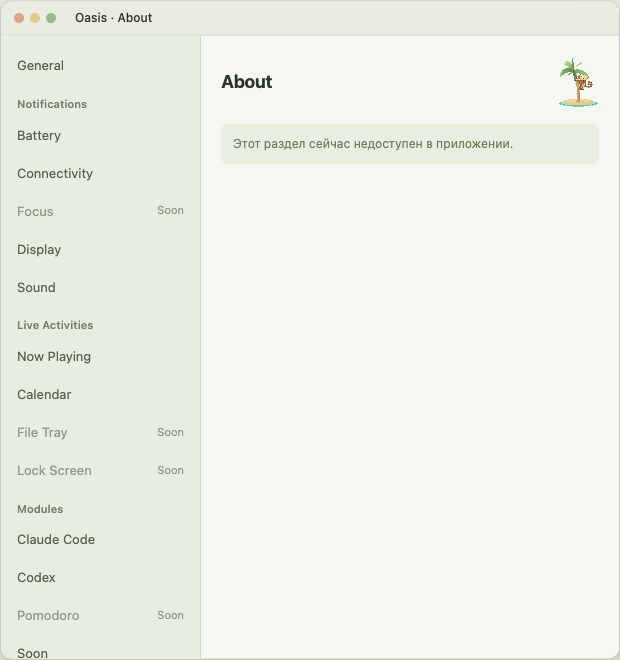 Oasis · About
General
Notifications
Battery
Connectivity
Focus Soon
Display
Sound
Live Activities
Now Playing
Calendar
File Tray Soon
Lock Screen Soon
Modules
Claude Code
Codex
Pomodoro Soon
Soon
About
Этот раздел сейчас недоступен в приложении.